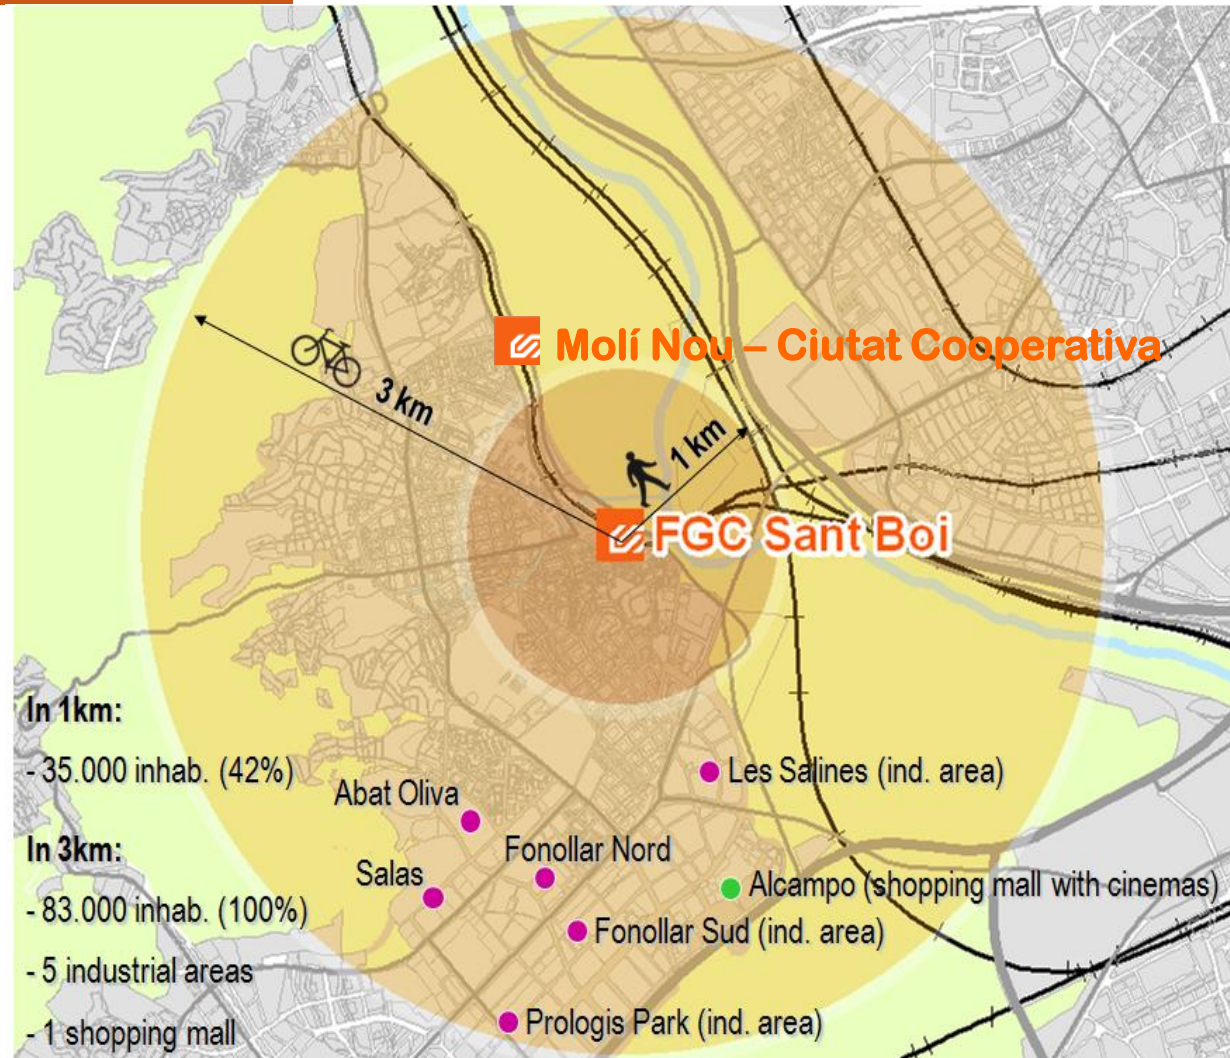 Molí Nou – Ciutat Cooperativa
3 km
1 km
FGC Sant Boi
In 1km:
- 35.000 inhab. (42%)
Les Salines (ind. area)
Abat Oliva
In 3km:
Fonollar Nord
Salas
Alcampo (shopping mall with cinemas)
- 83.000 inhab. (100%)
Fonollar Sud (ind. area)
- 5 industrial areas
Prologis Park (ind. area)
- 1 shopping mall